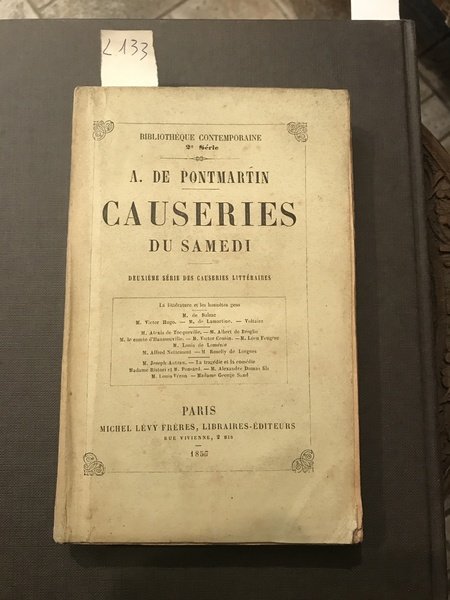 L 133
BIBLIOTHÈQUE CONTEMPORAINE
2e Série
A. DE PONTMARTIN
CAUSERIES
DU SAMEDI
DEUXIÈME SÉRIE DES CAUSERIES LITTÉRAIRES
La littérature et les honnêtes gens
M. de Balzac
M. Victor Hugo. — M. de Lamartine. — Voltaire
M. Alexis de Tocqueville. — M. Albert de Broglie
M. le comte d'Haussonville. — M. Victor Cousin. — M. Léon Feugère
M. Louis de Loménie
M. Alfred Nettement — M. Roselly de Lorgues
M. Joseph Autran. — La tragédie et la comédie
Madame Ristori et M. Ponsard. — M. Alexandre Dumas fils
M. Louis Véron. — Madame George Sand
PARIS
MICHEL LÉVY FRÈRES, LIBRAIRES-ÉDITEURS
RUE VIVIENNE, 2 BIS
1857